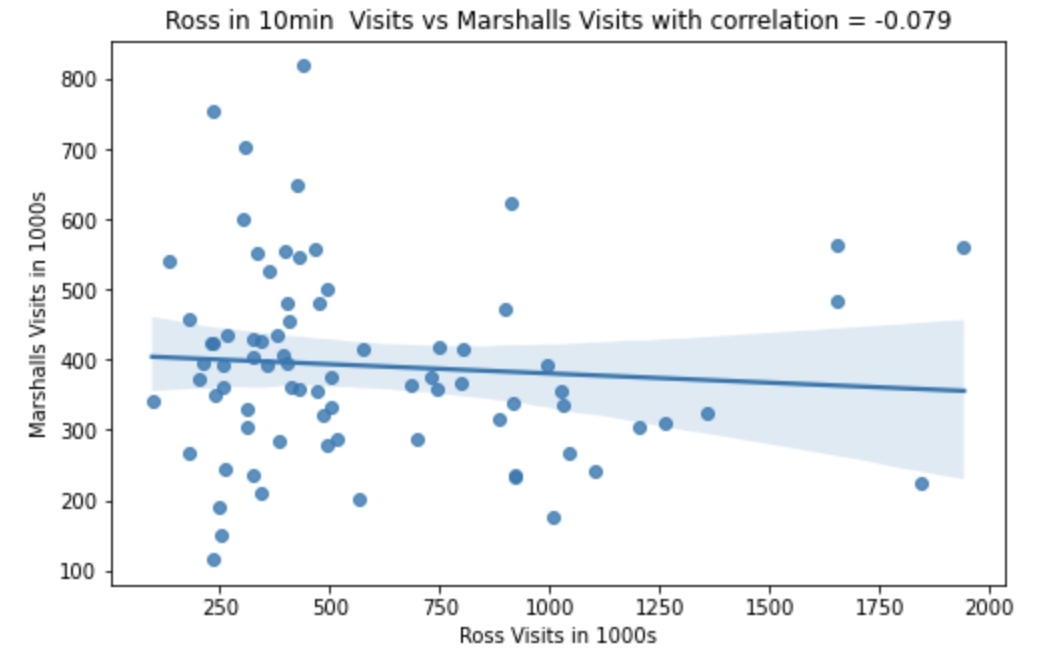 Ross in 10min  Visits vs Marshalls Visits with correlation = -0.079
800
700
600
500
400
300
200
100
Marshalls Visits in 1000s
250 500 750 1000 1250 1500 1750 2000
Ross Visits in 1000s